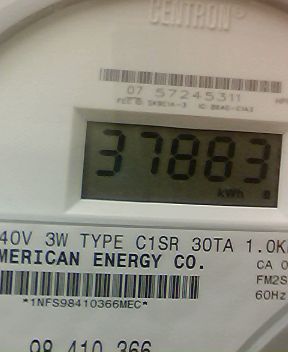 CENTRON®
07 57245311
37883
kWh
40V 3W TYPE C1SR 30TA 1.0K
MERICAN ENERGY CO.
CA 0
FM2S
60Hz
*1NFS98410366MEC*
98 410 366